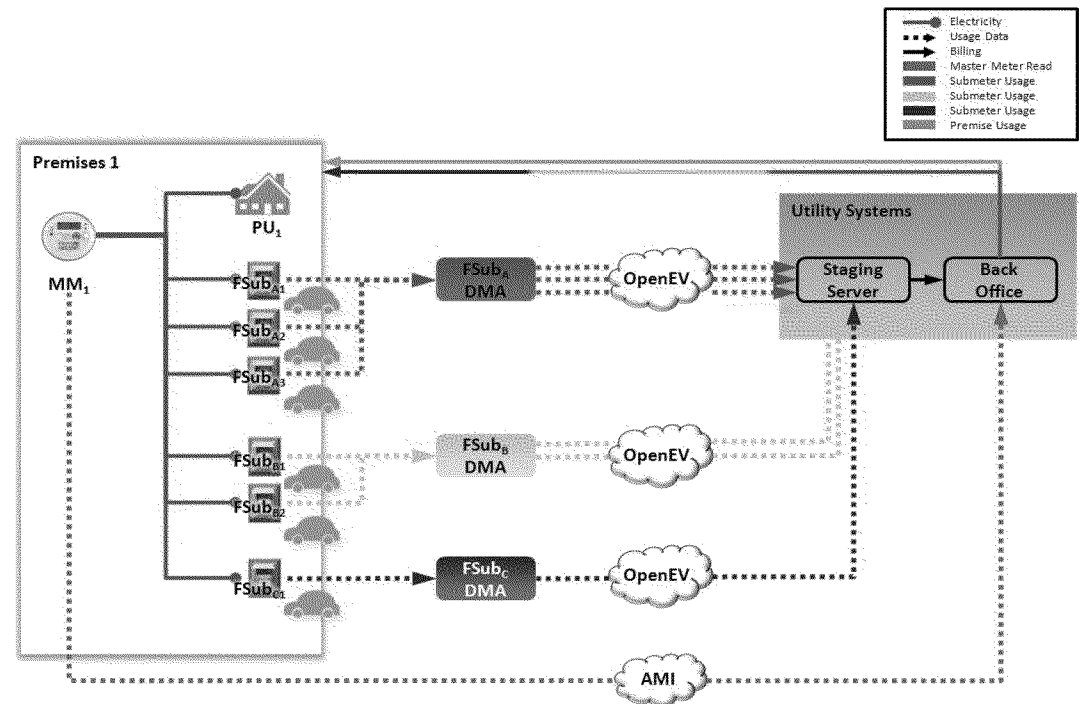 Electricity
Usage Data
Billing
Master Meter Read
Submeter Usage
Submeter Usage
Submeter Usage
Premise Usage
Premises 1
PU1
MM1
Utility Systems
FSubA1
FSubA2
FSubA3
FSubA
DMA
OpenEV
Staging
Server
Back
Office
FSubB1
FSubB2
FSubB
DMA
OpenEV
FSubC1
FSubC
DMA
OpenEV
AMI